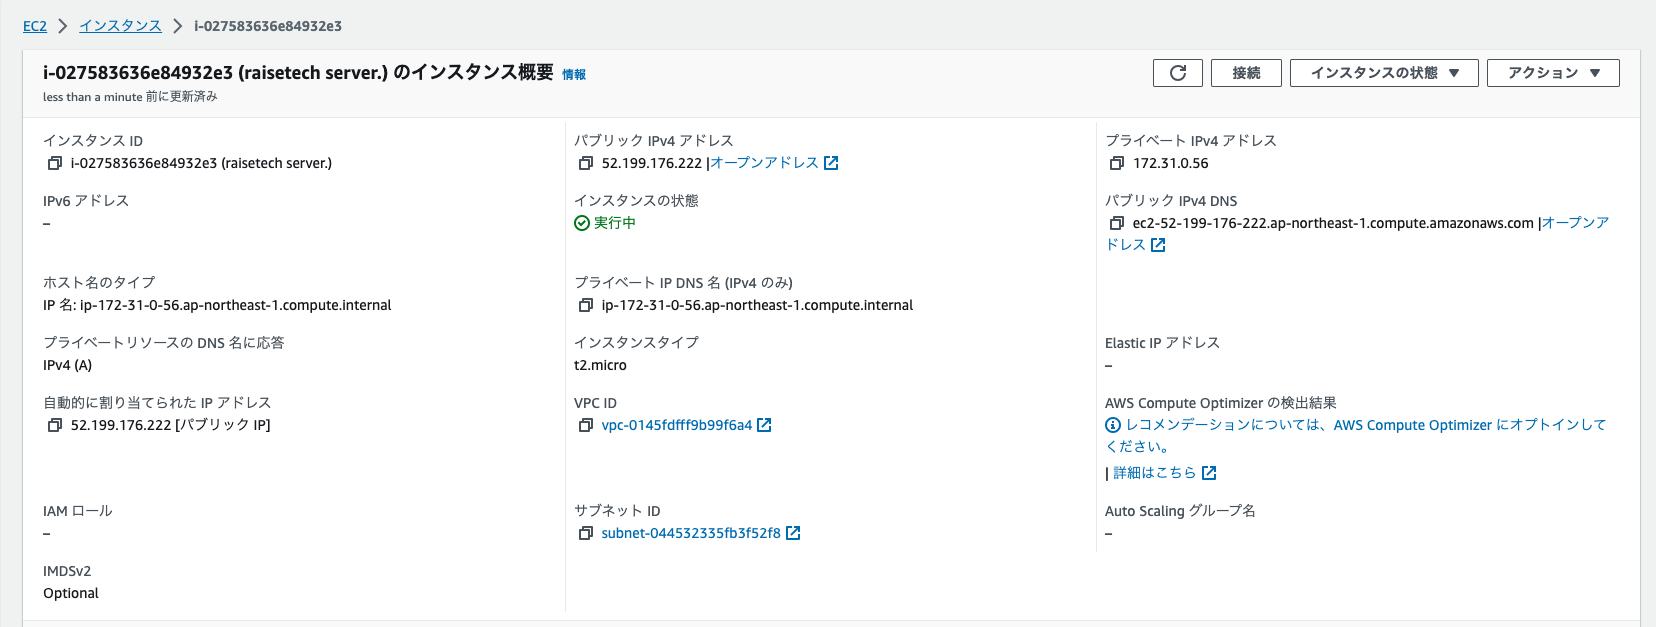 EC2 > インスタンス > i-027583636e84932e3
i-027583636e84932e3 (raisetech server.) のインスタンス概要 情報
less than a minute 前に更新済み
接続
インスタンスの状態 ▼
アクション ▼
インスタンス ID
i-027583636e84932e3 (raisetech server.)
パブリック IPv4 アドレス
52.199.176.222 |オープンアドレス
プライベート IPv4 アドレス
172.31.0.56
IPv6 アドレス
–
インスタンスの状態
実行中
パブリック IPv4 DNS
ec2-52-199-176-222.ap-northeast-1.compute.amazonaws.com |オープンア
ドレス
ホスト名のタイプ
IP 名: ip-172-31-0-56.ap-northeast-1.compute.internal
プライベート IP DNS 名 (IPv4 のみ)
ip-172-31-0-56.ap-northeast-1.compute.internal
プライベートリソースの DNS 名に応答
IPv4 (A)
インスタンスタイプ
t2.micro
Elastic IP アドレス
–
自動的に割り当てられた IP アドレス
52.199.176.222 [パブリック IP]
VPC ID
vpc-0145fdfff9b99f6a4
AWS Compute Optimizer の検出結果
レコメンデーションについては、AWS Compute Optimizer にオプトインして
ください。
| 詳細はこちら
IAM ロール
–
サブネット ID
subnet-044532335fb3f52f8
Auto Scaling グループ名
–
IMDSv2
Optional